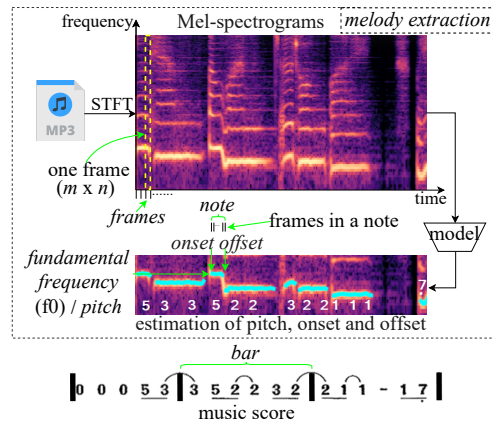 frequency
Mel-spectrograms
melody extraction
MP3
STFT
one frame
(m x n)
frames
time
note
frames in a note
onset offset
model
fundamental
frequency
(f0) / pitch
5 3 3 5 2 2 3 2 2 1 1 1 7
estimation of pitch, onset and offset
bar
0 0 0 5 3 3 5 2 2 3 2 2 1 1 - 1 7
music score